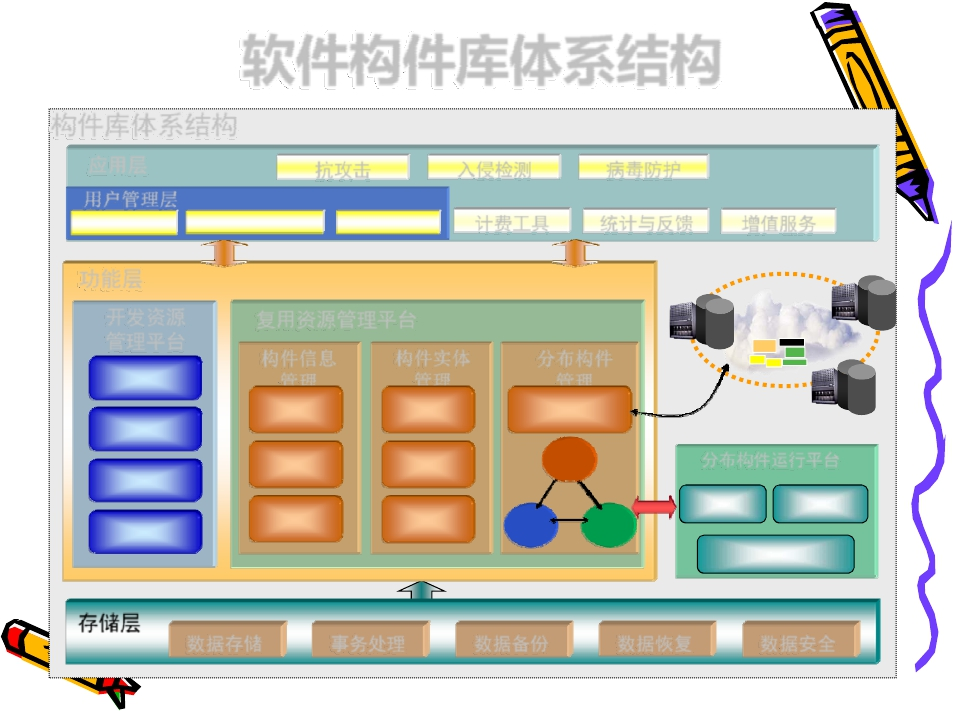 软件构件库体系结构
构件库体系结构
应用层
抗攻击
入侵检测
病毒防护
用户管理层
计费工具
统计与反馈
增值服务
功能层
开发资源
管理平台
复用资源管理平台
构件信息
管理
构件实体
管理
分布构件
管理
分布构件运行平台
存储层
数据存储
事务处理
数据备份
数据恢复
数据安全